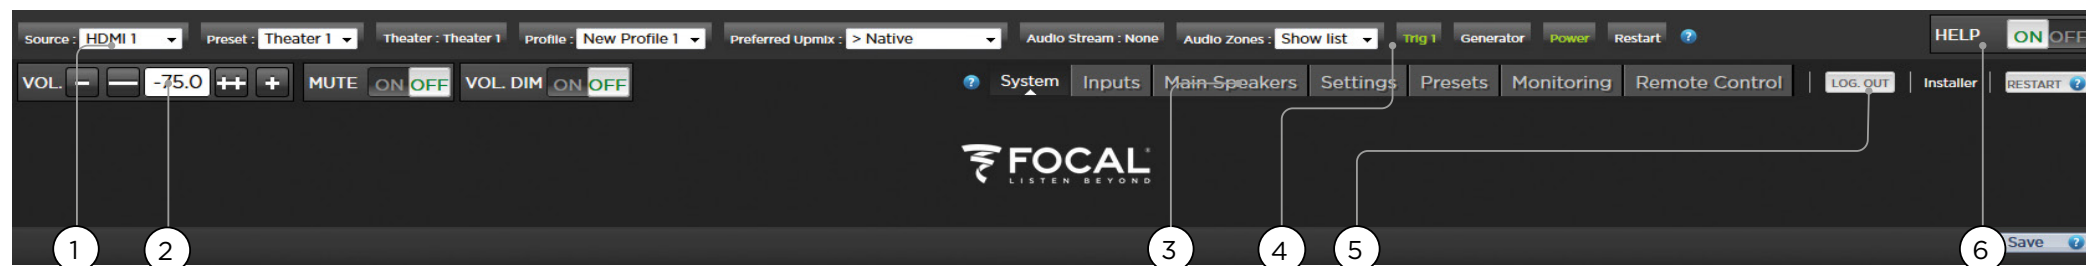 Source : HDMI 1 Preset : Theater 1 Theater : Theater 1 Profile : New Profile 1 Preferred Upmix : > Native Audio Stream : None Audio Zones : Show list Trig 1 Generator Power Restart ? HELP ON OFF
VOL. - — -75.0 ++ + MUTE ON OFF VOL. DIM ON OFF ? System Inputs Main Speakers Settings Presets Monitoring Remote Control LOG. OUT Installer RESTART ?
FOCAL
LISTEN BEYOND
Save ?
1 2 3 4 5 6